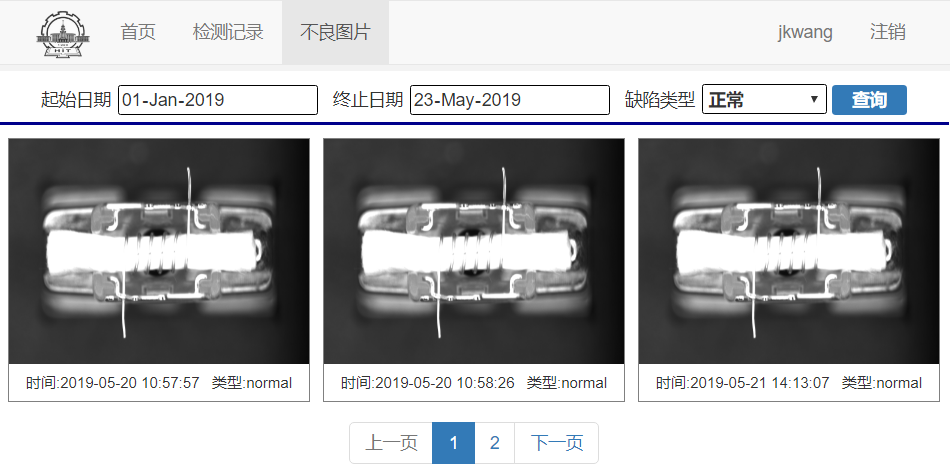 HIT 首页 检测记录 不良图片 jkwang 注销
起始日期 01-Jan-2019 终止日期 23-May-2019 缺陷类型 正常 查询
时间:2019-05-20 10:57:57 类型:normal 时间:2019-05-20 10:58:26 类型:normal 时间:2019-05-21 14:13:07 类型:normal
上一页 1 2 下一页